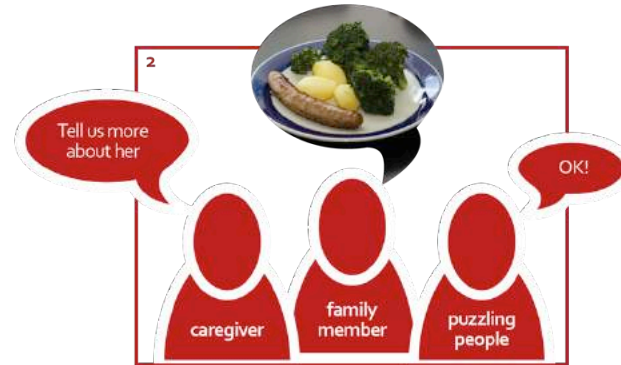 2
Tell us more
about her
OK!
caregiver
family
member
puzzling
people